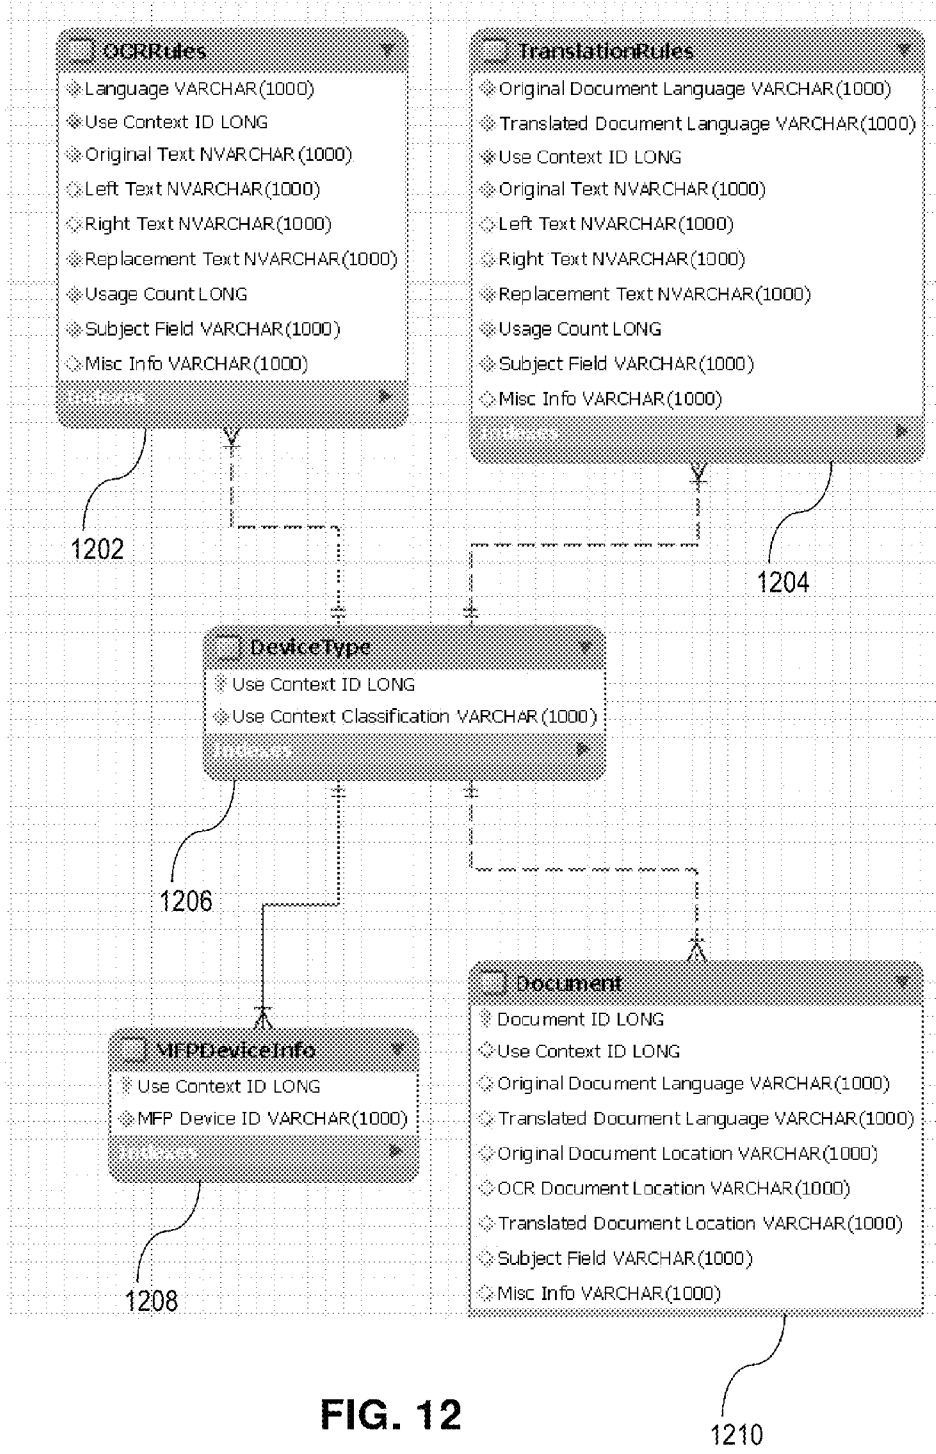 OCRRules
Language VARCHAR(1000)
Use Context ID LONG
Original Text NVARCHAR(1000)
Left Text NVARCHAR(1000)
Right Text NVARCHAR(1000)
Replacement Text NVARCHAR(1000)
Usage Count LONG
Subject Field VARCHAR(1000)
Misc Info VARCHAR(1000)
Indexes
1202
TranslationRules
Original Document Language VARCHAR(1000)
Translated Document Language VARCHAR(1000)
Use Context ID LONG
Original Text NVARCHAR(1000)
Left Text NVARCHAR(1000)
Right Text NVARCHAR(1000)
Replacement Text NVARCHAR(1000)
Usage Count LONG
Subject Field VARCHAR(1000)
Misc Info VARCHAR(1000)
Indexes
1204
DeviceType
Use Context ID LONG
Use Context Classification VARCHAR(1000)
Indexes
1206
MFPDeviceInfo
Use Context ID LONG
MFP Device ID VARCHAR(1000)
Indexes
1208
Document
Document ID LONG
Use Context ID LONG
Original Document Language VARCHAR(1000)
Translated Document Language VARCHAR(1000)
Original Document Location VARCHAR(1000)
OCR Document Location VARCHAR(1000)
Translated Document Location VARCHAR(1000)
Subject Field VARCHAR(1000)
Misc Info VARCHAR(1000)
1210
FIG. 12